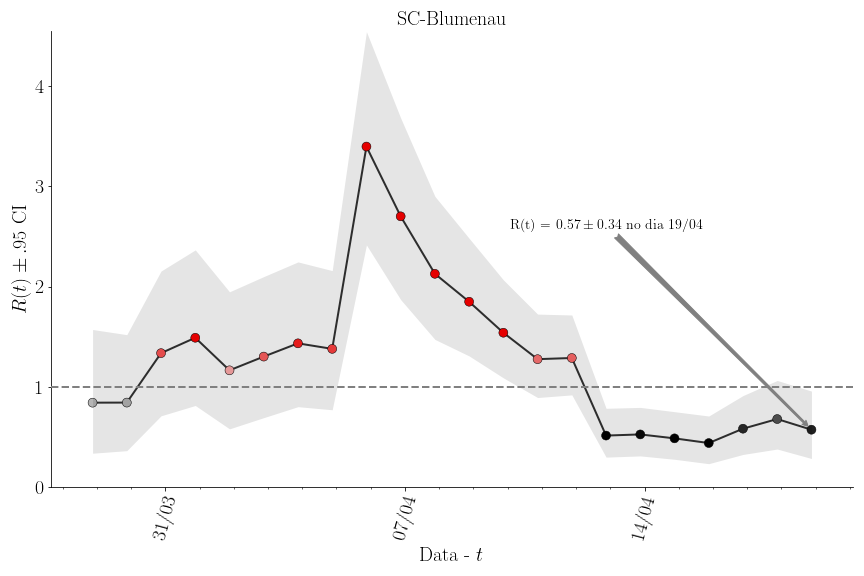 SC-Blumenau
R(t) ± .95 CI
4
3
2
1
0
R(t) = 0.57 ± 0.34 no dia 19/04
31/03
07/04
14/04
Data - t